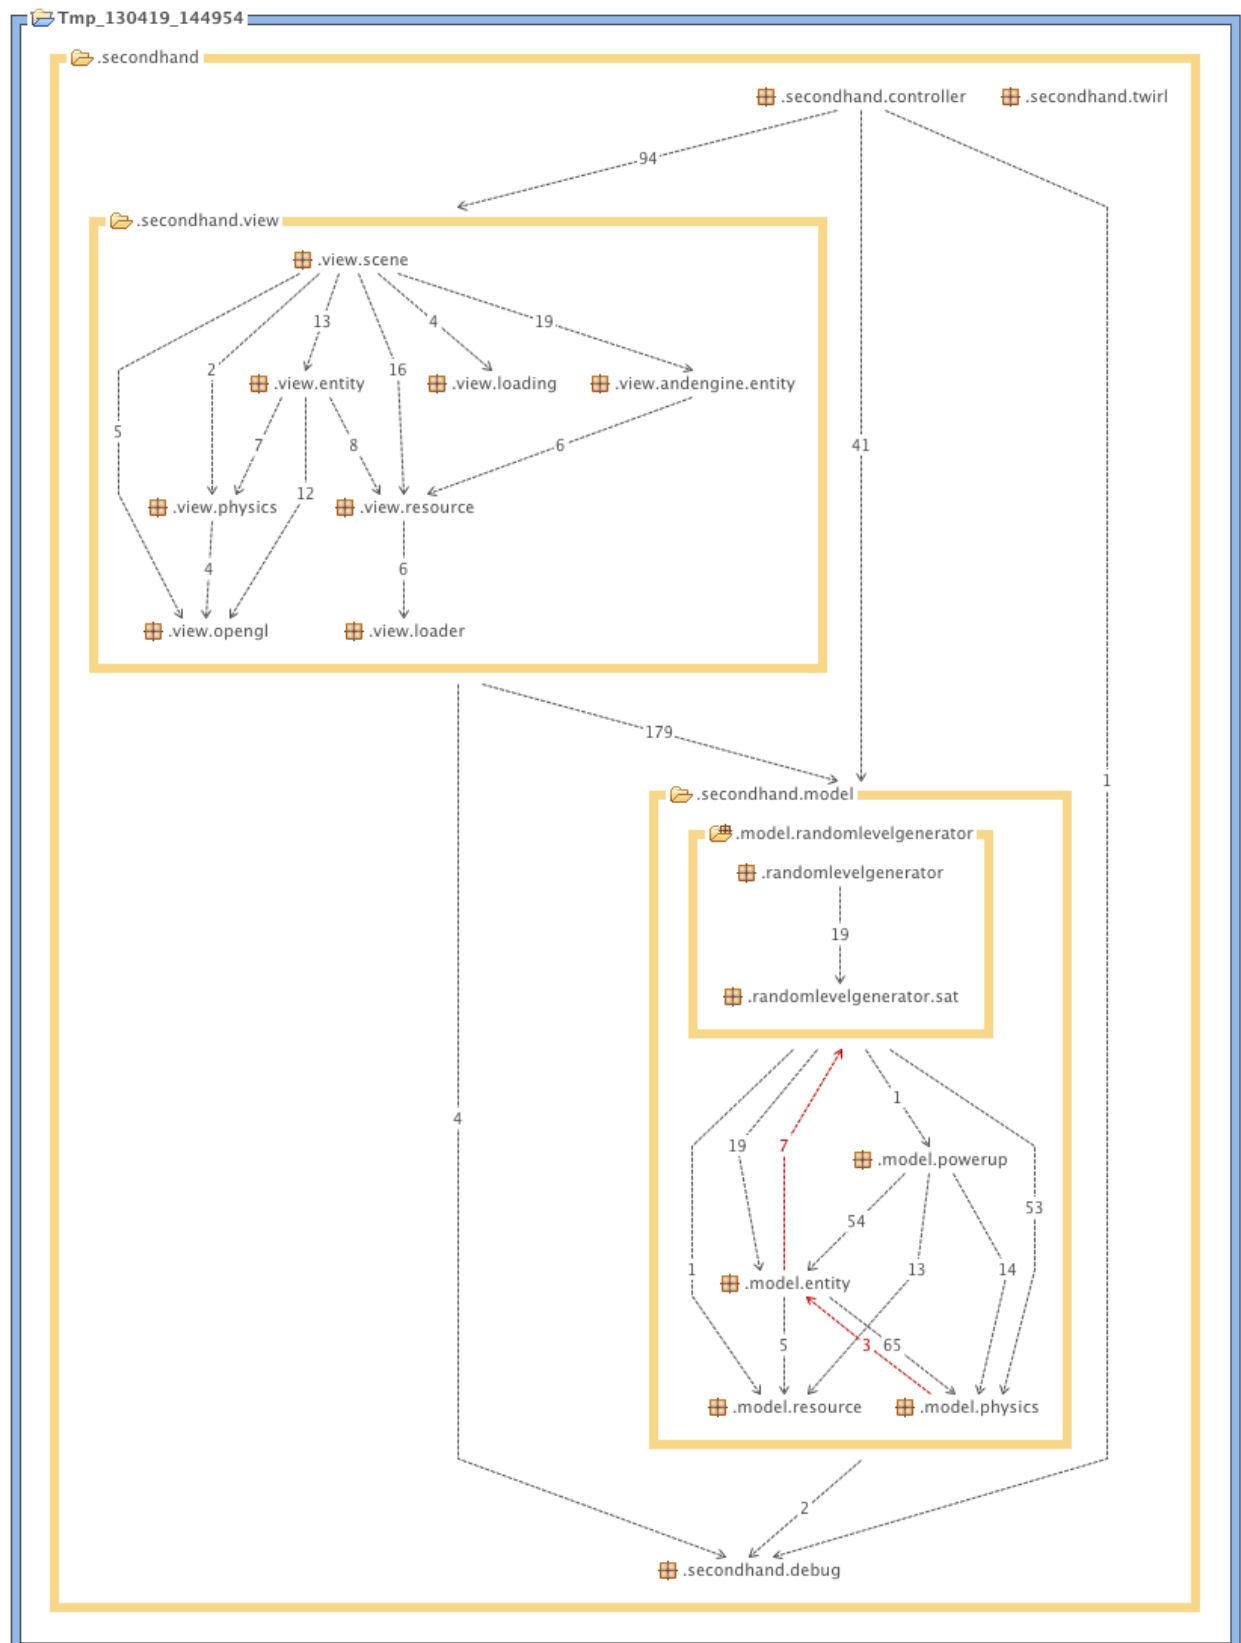 Tmp_130419_144954
.secondhand
.secondhand.controller
.secondhand.twirl
94
.secondhand.view
.view.scene
13
4
19
2
16
.view.entity
.view.loading
.view.andengine.entity
5
7
8
6
41
12
.view.physics
.view.resource
4
6
.view.opengl
.view.loader
179
1
.secondhand.model
.model.randomlevelgenerator
.randomlevelgenerator
19
.randomlevelgenerator.sat
1
4
19
7
.model.powerup
53
54
1
13
14
.model.entity
5
3
65
.model.resource
.model.physics
2
.secondhand.debug